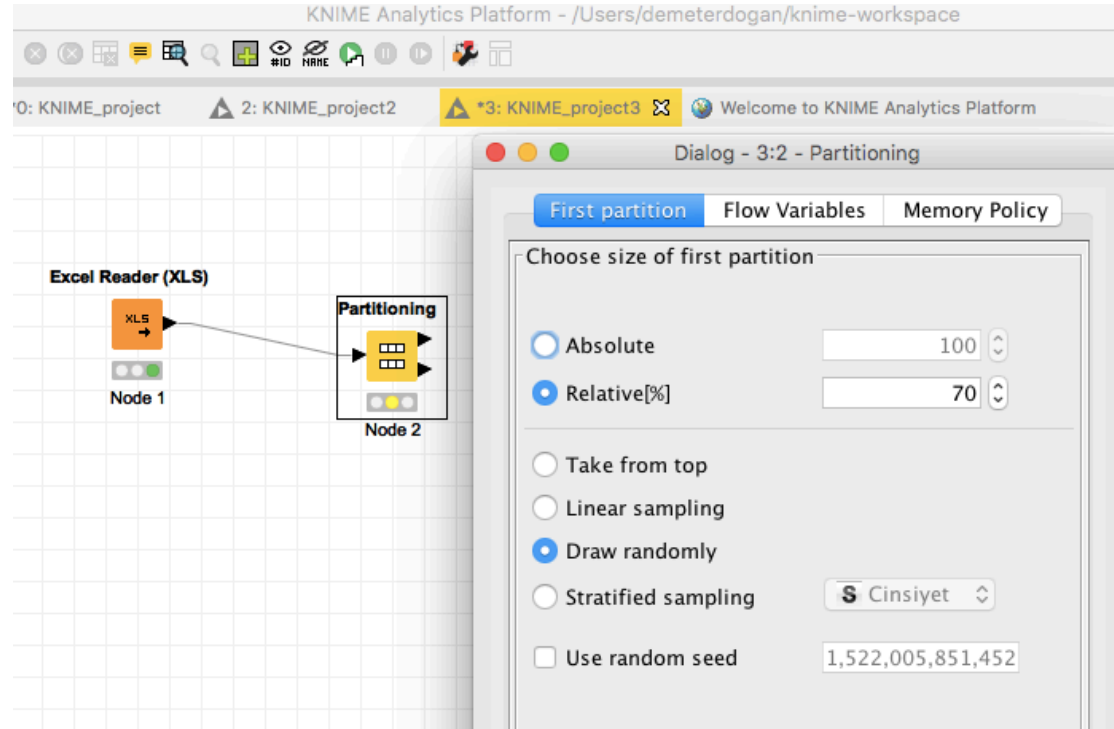 KNIME Analytics Platform - /Users/demeterdogan/knime-workspace
#ID NAME
*0: KNIME_project 2: KNIME_project2 *3: KNIME_project3 Welcome to KNIME Analytics Platform
Dialog - 3:2 - Partitioning
First partition Flow Variables Memory Policy
Choose size of first partition
Excel Reader (XLS)
XLS
Node 1
Partitioning
Node 2
Absolute 100
Relative[%] 70
Take from top
Linear sampling
Draw randomly
Stratified sampling S Cinsiyet
Use random seed 1,522,005,851,452